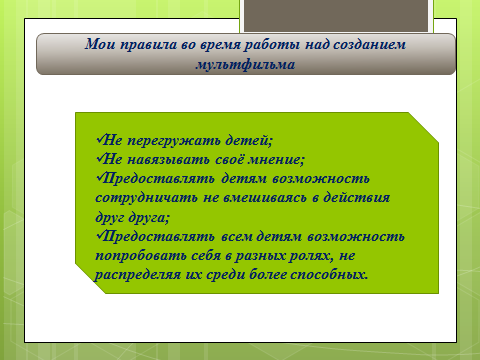 Мои правила во время работы над созданием
мультфильма
✓Не перегружать детей;
✓Не навязывать своё мнение;
✓Предоставлять детям возможность
сотрудничать не вмешиваясь в действия
друг друга;
✓Предоставлять всем детям возможность
попробовать себя в разных ролях, не
распределяя их среди более способных.